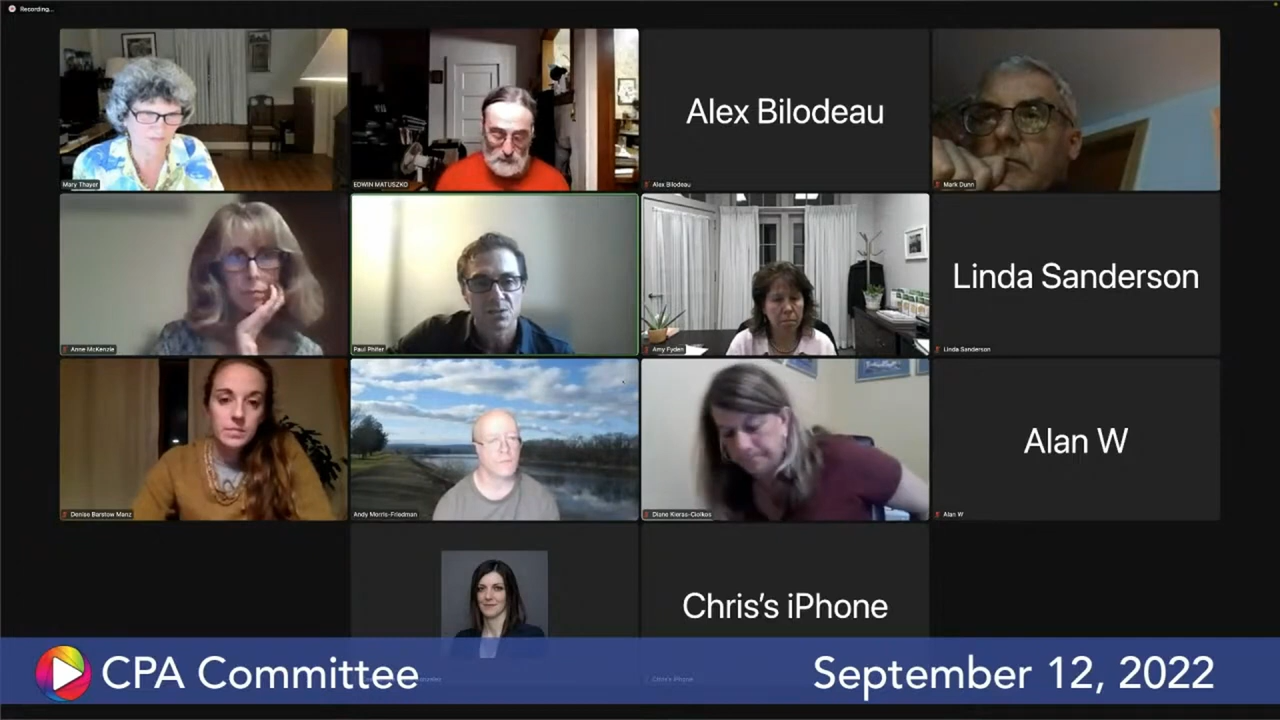 Recording...
Alex Bilodeau
Mary Thayer
EDWIN MATUSZKO
Alex Bilodeau
Mark Dunn
Linda Sanderson
Anne McKenzie
Paul Phifer
Amy Fyden
Linda Sanderson
Alan W
Denise Barstow Manz
Andy Morris-Friedman
Diane Kieras-Ciolkos
Alan W
Chris's iPhone
CPA Committee
September 12, 2022
Chris's iPhone